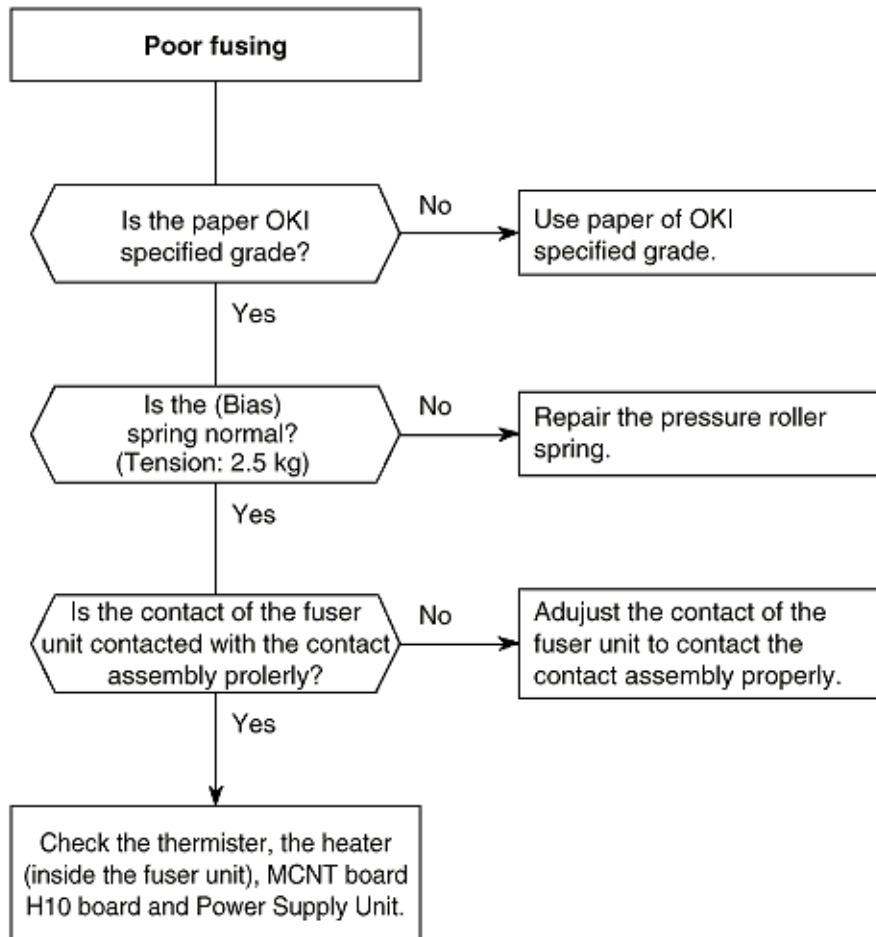 Poor fusing
Is the paper OKI
specified grade?
No
Use paper of OKI
specified grade.
Yes
Is the (Bias)
spring normal?
(Tension: 2.5 kg)
No
Repair the pressure roller
spring.
Yes
Is the contact of the fuser
unit contacted with the contact
assembly prolerly?
No
Adujust the contact of the
fuser unit to contact the
contact assembly properly.
Yes
Check the thermister, the heater
(inside the fuser unit), MCNT board
H10 board and Power Supply Unit.